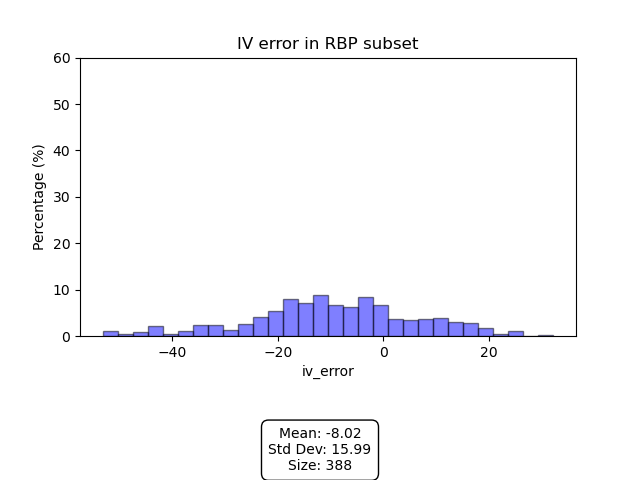 IV error in RBP subset
60
50
40
30
20
10
0
Percentage (%)
−40
−20
0
20
iv_error
Mean: -8.02
Std Dev: 15.99
Size: 388